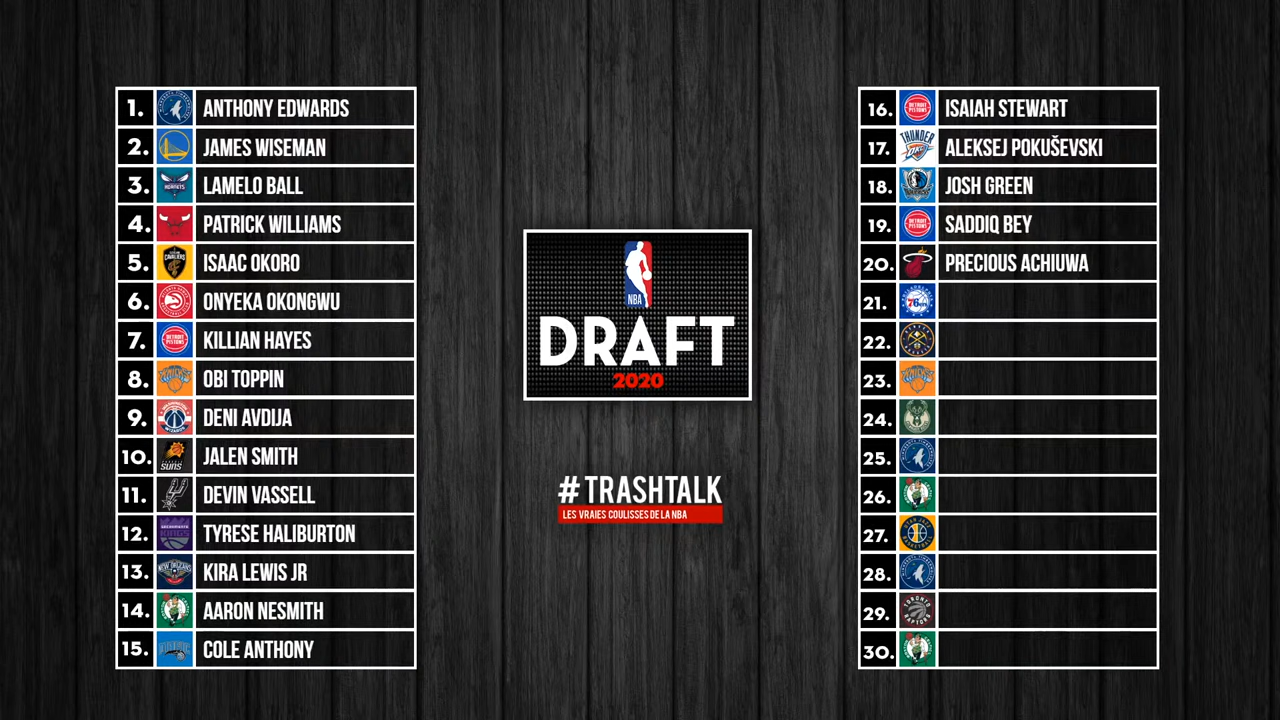 1. ANTHONY EDWARDS
2. JAMES WISEMAN
3. LAMELO BALL
4. PATRICK WILLIAMS
5. ISAAC OKORO
6. ONYEKA OKONGWU
7. KILLIAN HAYES
8. OBI TOPPIN
9. DENI AVDIJA
10. JALEN SMITH
11. DEVIN VASSELL
12. TYRESE HALIBURTON
13. KIRA LEWIS JR
14. AARON NESMITH
15. COLE ANTHONY
NBA
DRAFT
2020
#TRASHTALK
LES VRAIES COULISSES DE LA NBA
16. ISAIAH STEWART
17. ALEKSEJ POKUŠEVSKI
18. JOSH GREEN
19. SADDIQ BEY
20. PRECIOUS ACHIUWA
21.
22.
23.
24.
25.
26.
27.
28.
29.
30.